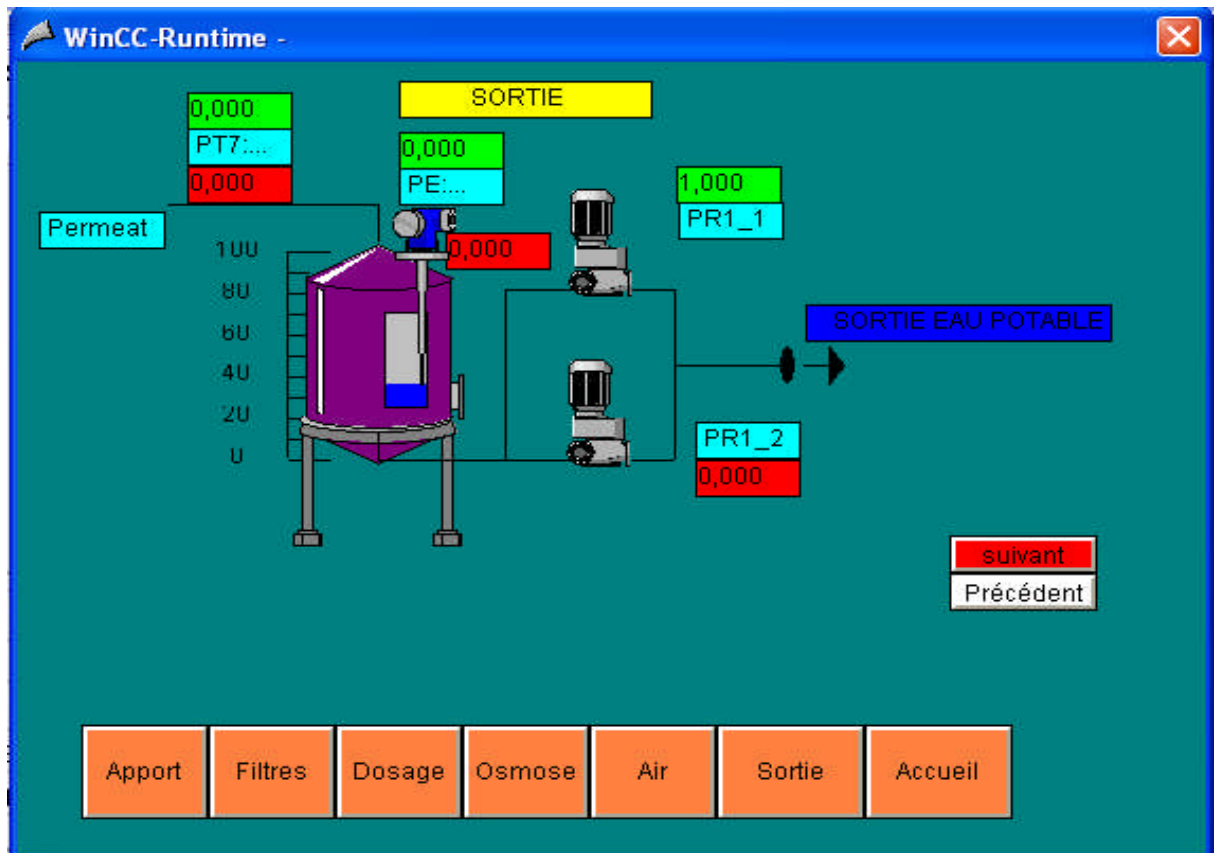 WinCC-Runtime -
0,000
SORTIE
PT7:...
0,000
0,000
PE:...
1,000
PR1_1
Permeat
0,000
100
80
60
40
20
0
SORTIE EAU POTABLE
PR1_2
0,000
suivant
Précédent
Apport
Filtres
Dosage
Osmose
Air
Sortie
Accueil